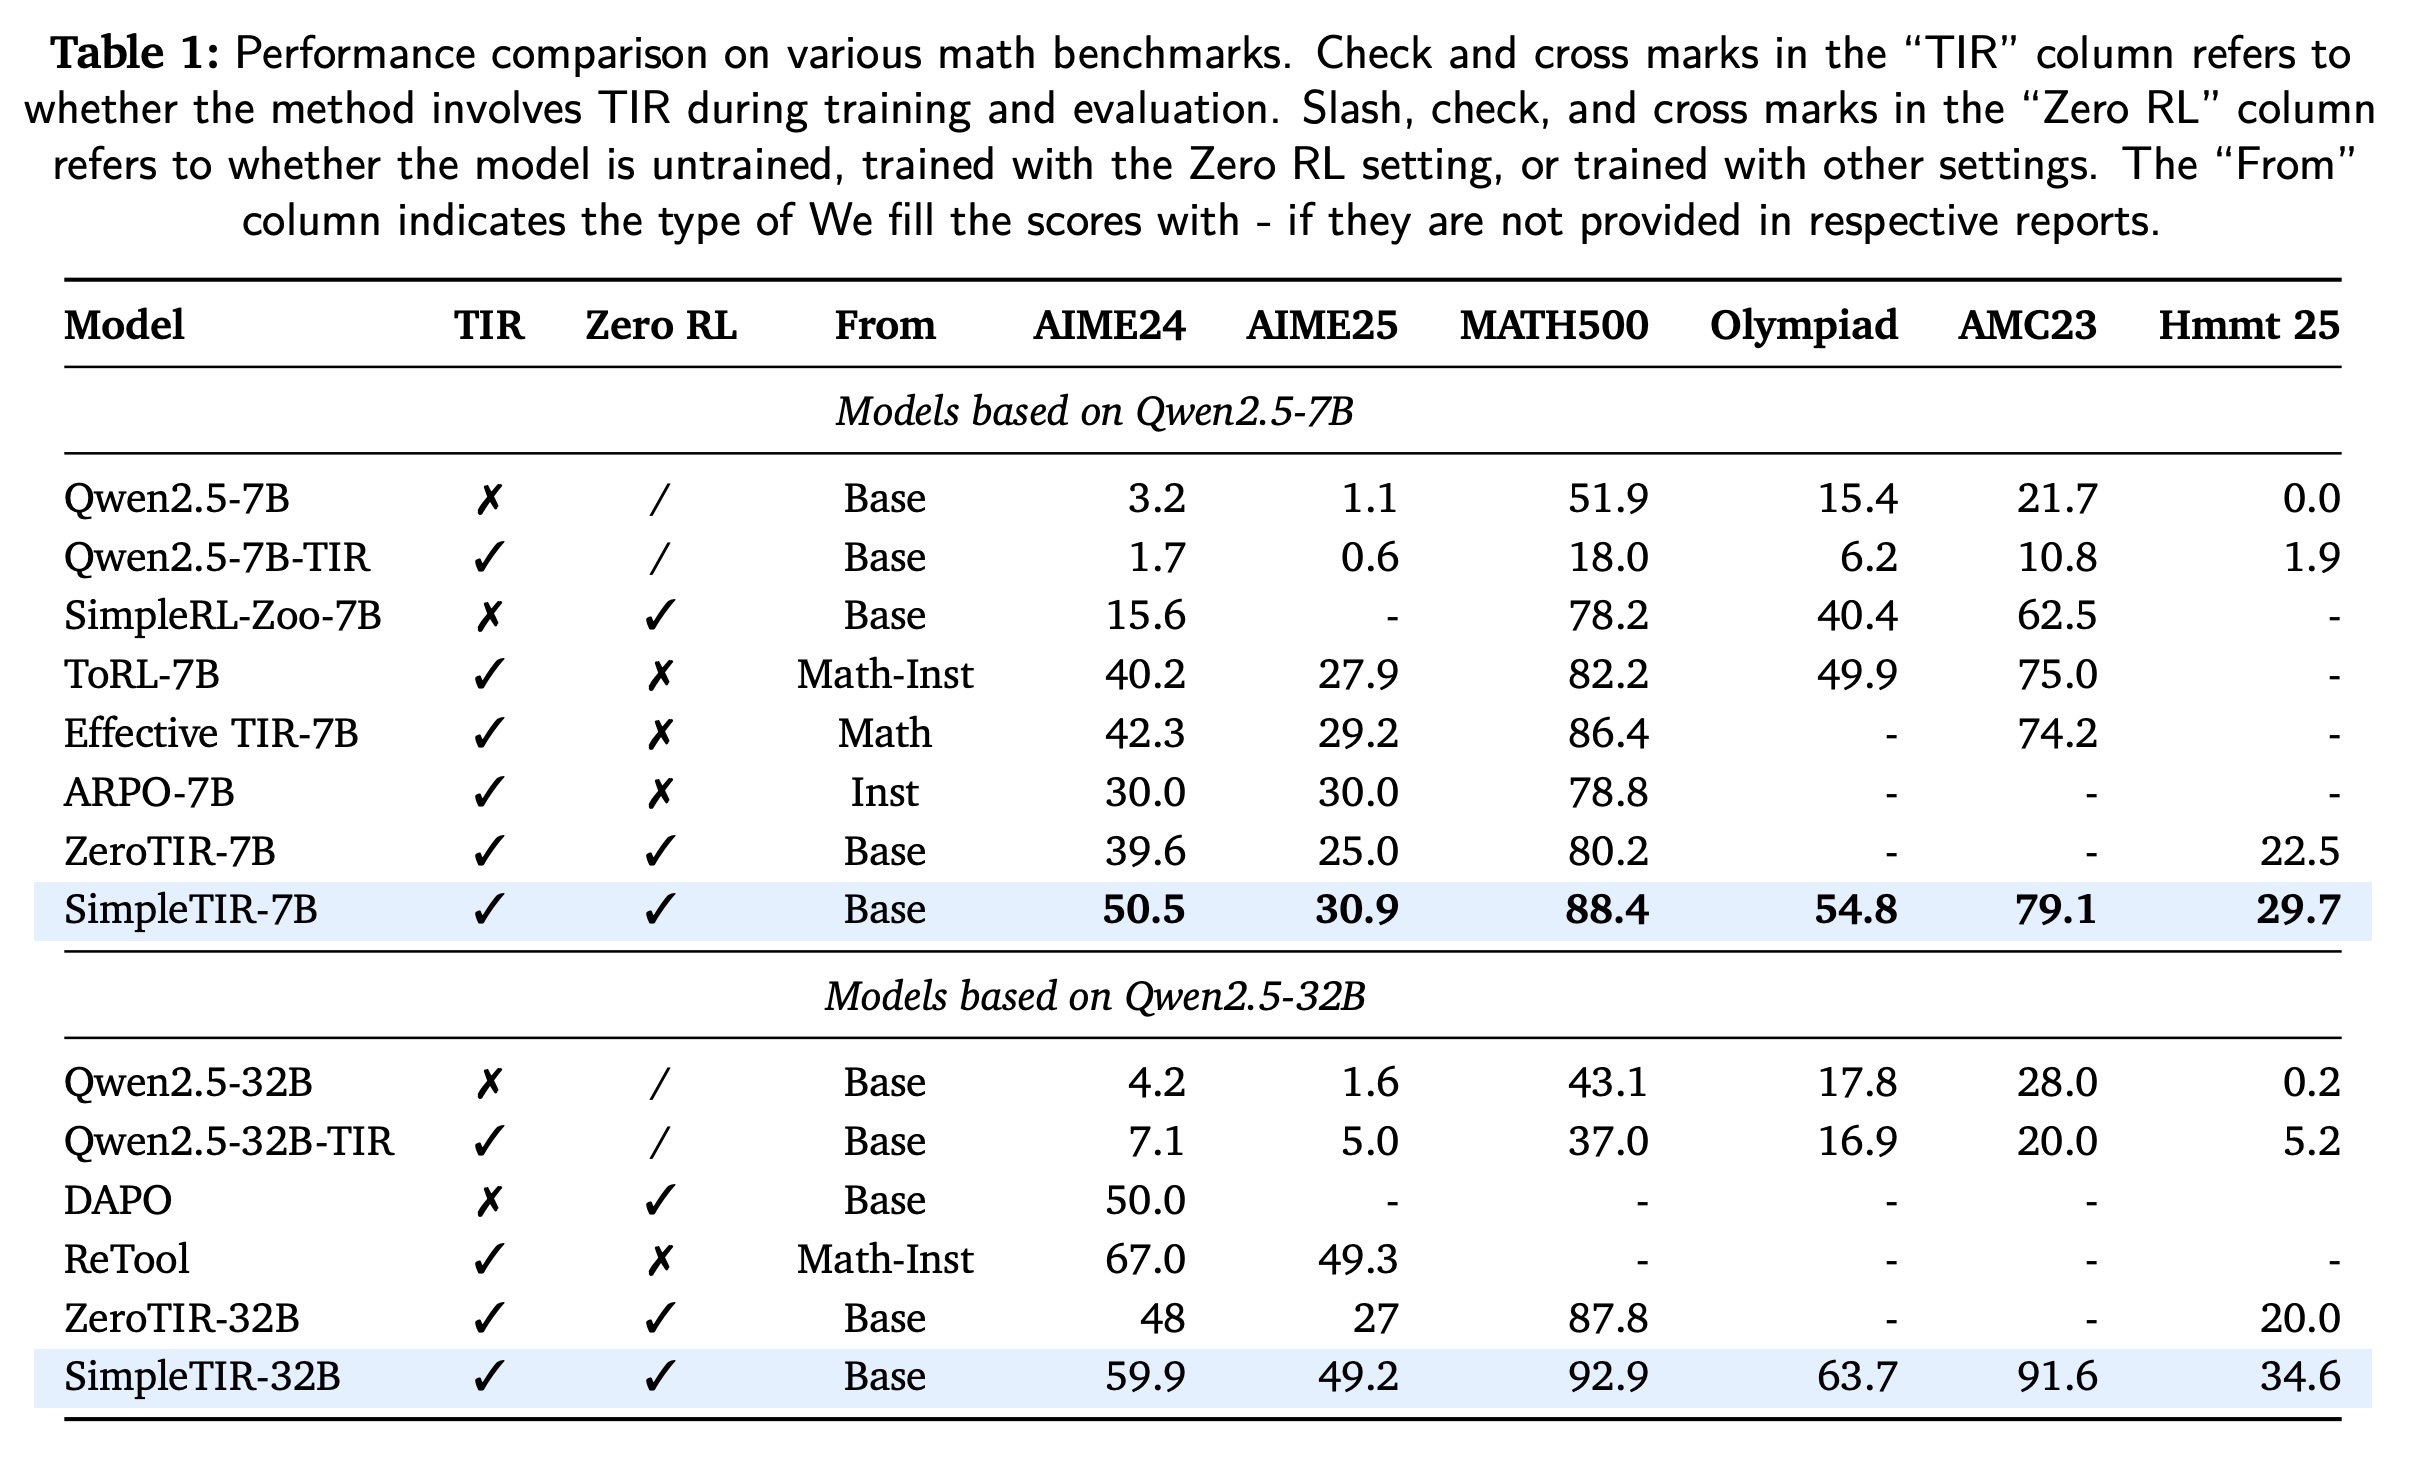 Table 1: Performance comparison on various math benchmarks. Check and cross marks in the “TIR” column refers to
whether the method involves TIR during training and evaluation. Slash, check, and cross marks in the “Zero RL” column
refers to whether the model is untrained, trained with the Zero RL setting, or trained with other settings. The “From”
column indicates the type of We fill the scores with - if they are not provided in respective reports.
Model TIR Zero RL From AIME24 AIME25 MATH500 Olympiad AMC23 Hmmt 25
Models based on Qwen2.5-7B
Qwen2.5-7B ✗ / Base 3.2 1.1 51.9 15.4 21.7 0.0
Qwen2.5-7B-TIR ✓ / Base 1.7 0.6 18.0 6.2 10.8 1.9
SimpleRL-Zoo-7B ✗ ✓ Base 15.6 - 78.2 40.4 62.5 -
ToRL-7B ✓ ✗ Math-Inst 40.2 27.9 82.2 49.9 75.0 -
Effective TIR-7B ✓ ✗ Math 42.3 29.2 86.4 - 74.2 -
ARPO-7B ✓ ✗ Inst 30.0 30.0 78.8 - - -
ZeroTIR-7B ✓ ✓ Base 39.6 25.0 80.2 - - 22.5
SimpleTIR-7B ✓ ✓ Base 50.5 30.9 88.4 54.8 79.1 29.7
Models based on Qwen2.5-32B
Qwen2.5-32B ✗ / Base 4.2 1.6 43.1 17.8 28.0 0.2
Qwen2.5-32B-TIR ✓ / Base 7.1 5.0 37.0 16.9 20.0 5.2
DAPO ✗ ✓ Base 50.0 - - - -
ReTool ✓ ✗ Math-Inst 67.0 49.3 - - - -
ZeroTIR-32B ✓ ✓ Base 48 27 87.8 - - 20.0
SimpleTIR-32B ✓ ✓ Base 59.9 49.2 92.9 63.7 91.6 34.6